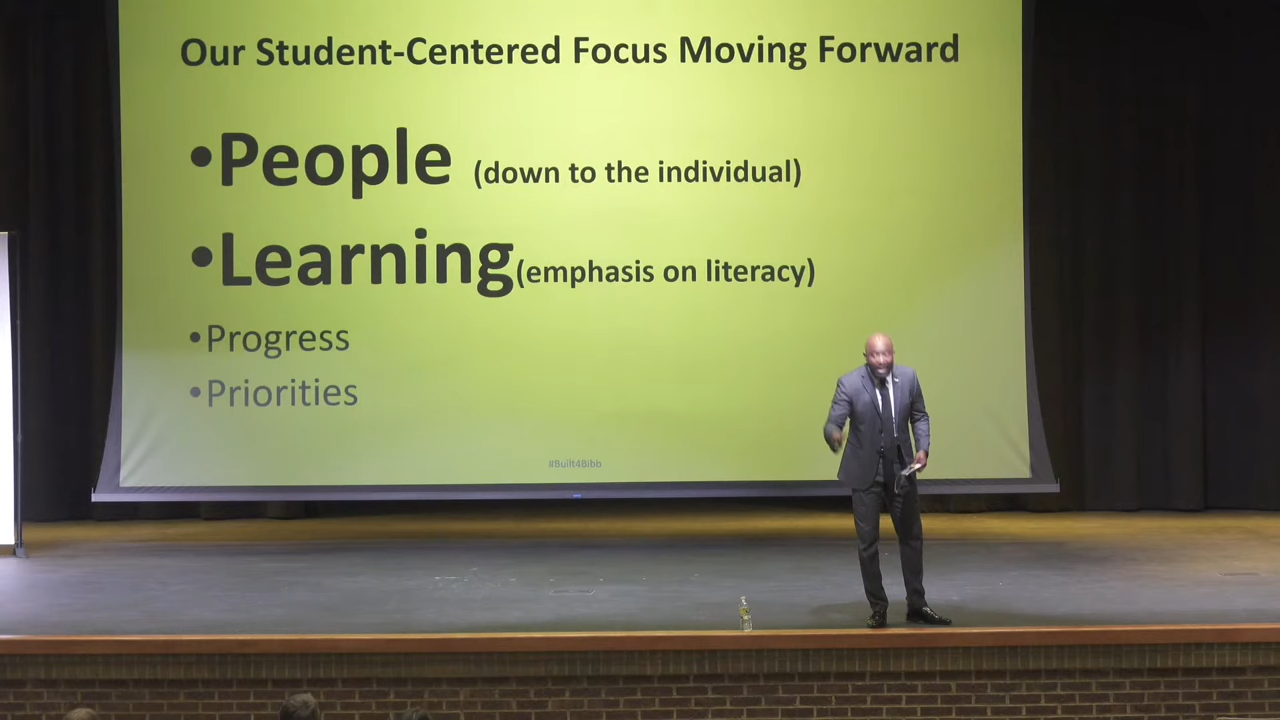 Our Student-Centered Focus Moving Forward
•People (down to the individual)
•Learning(emphasis on literacy)
•Progress
•Priorities
#Built4Bibb